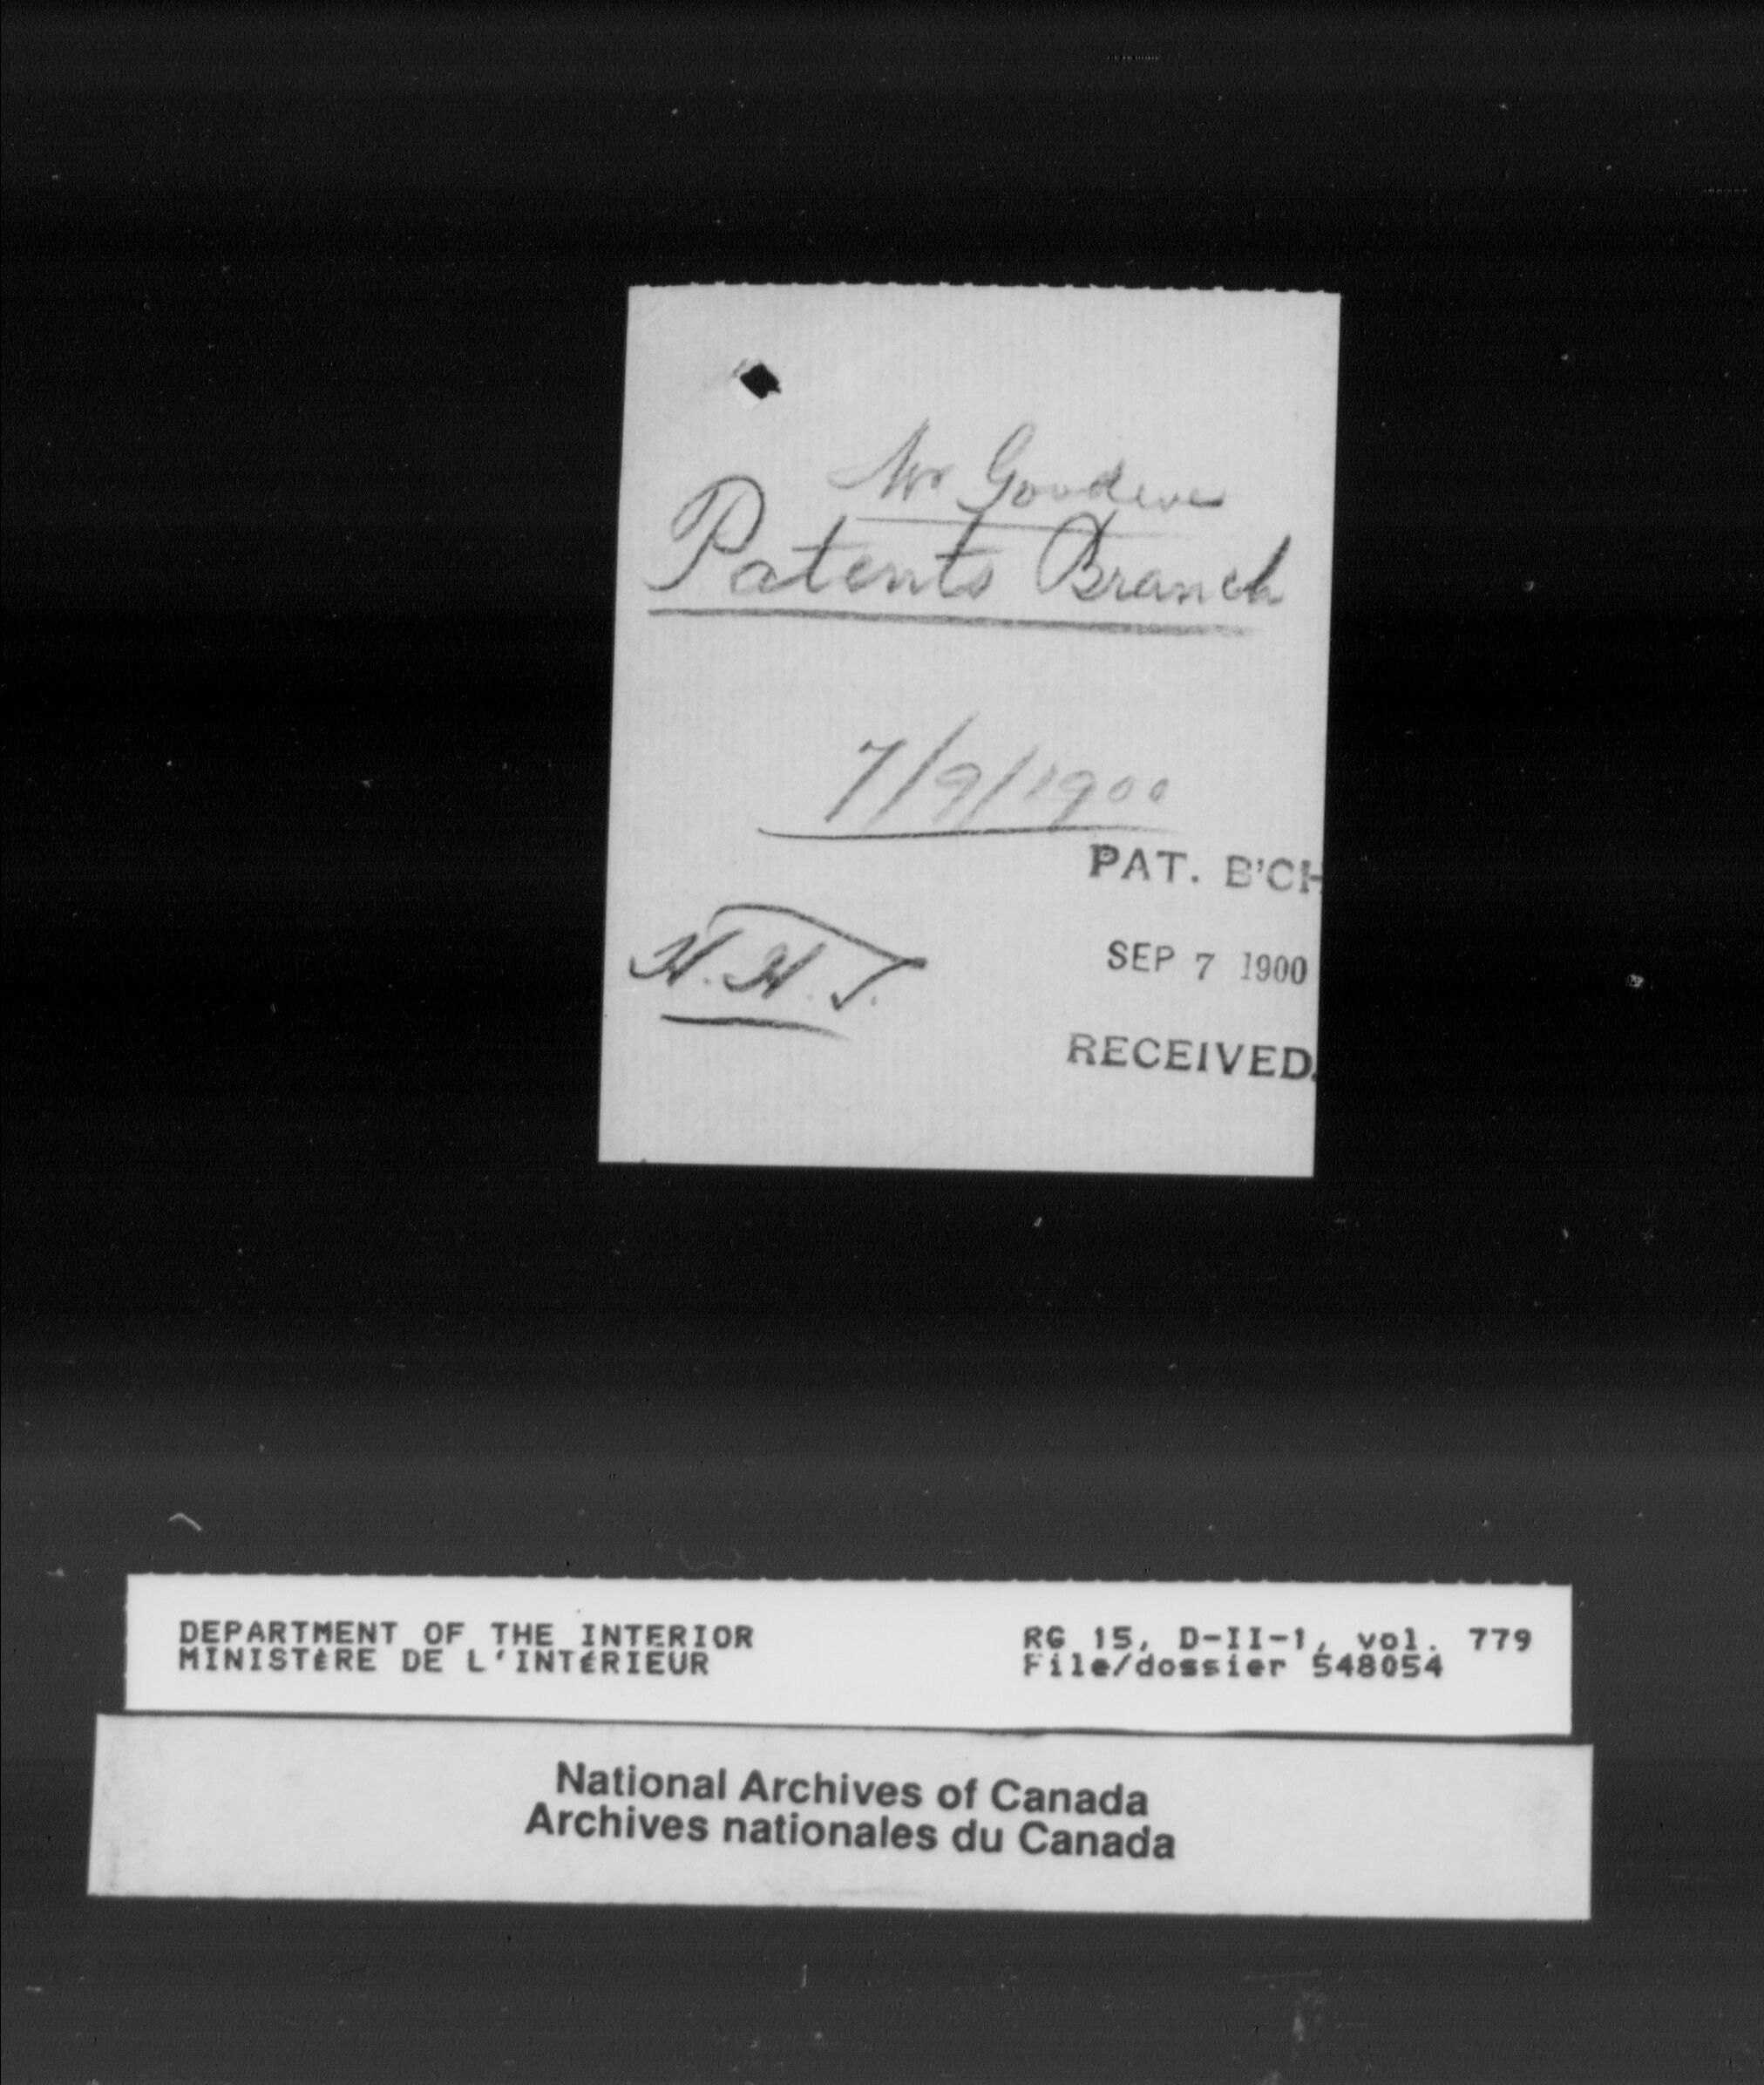 Mr Goodeve
Patents Branch
7/9/1900
PAT. B'CH
SEP 7 1900
RECEIVED.
H.H.T.
DEPARTMENT OF THE INTERIOR
MINISTÈRE DE L'INTÉRIEUR
RG 15, D-II-1, vol. 779
File/dossier 548054
National Archives of Canada
Archives nationales du Canada